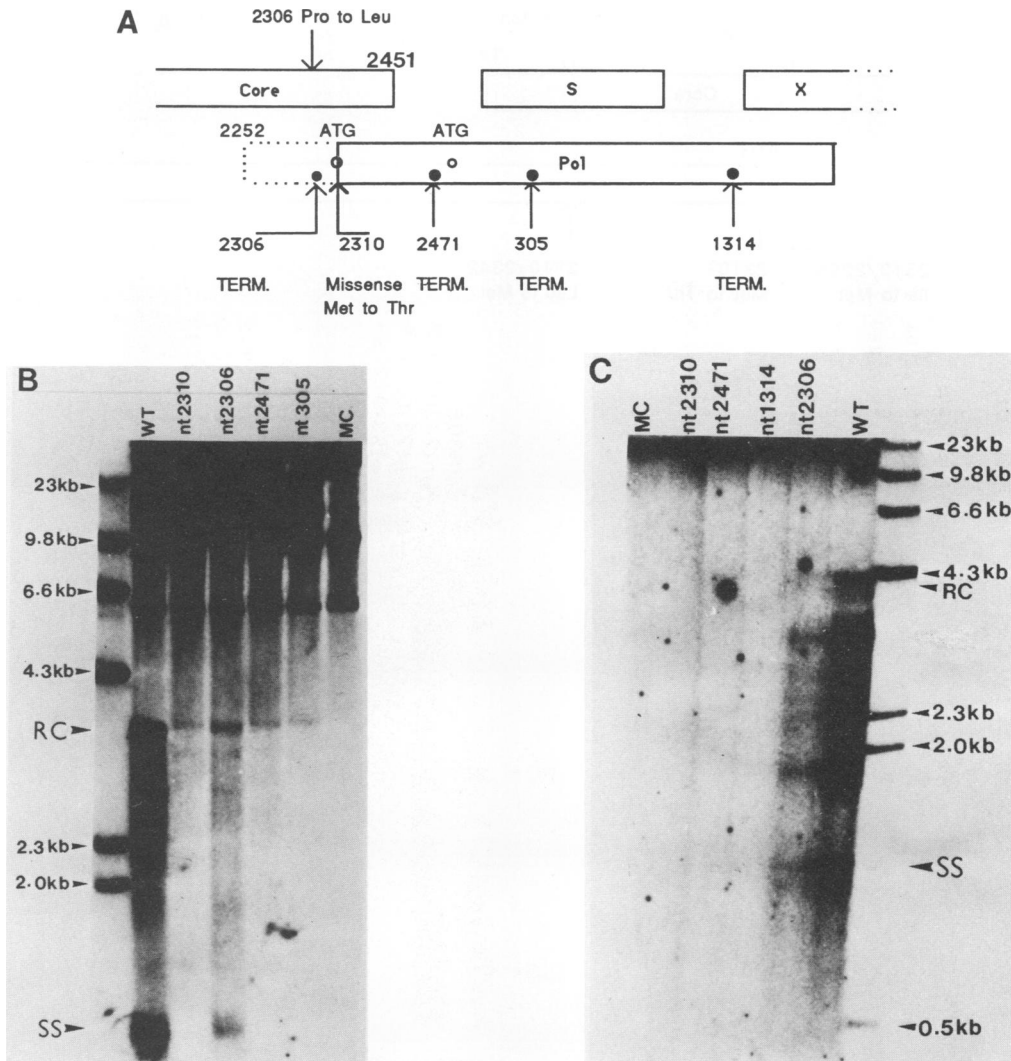 A
2306 Pro to Leu
2451
Core
S
X
2252
ATG
ATG
Pol
2306
2310
2471
305
1314
TERM.
Missense
Met to Thr
TERM.
TERM.
TERM.
B
WT
nt2310
nt2306
nt2471
nt305
MC
23kb
9.8kb
6.6kb
4.3kb
RC
2.3kb
2.0kb
SS
C
MC
nt2310
nt2471
nt1314
nt2306
WT
23kb
9.8kb
6.6kb
4.3kb
RC
2.3kb
2.0kb
SS
0.5kb